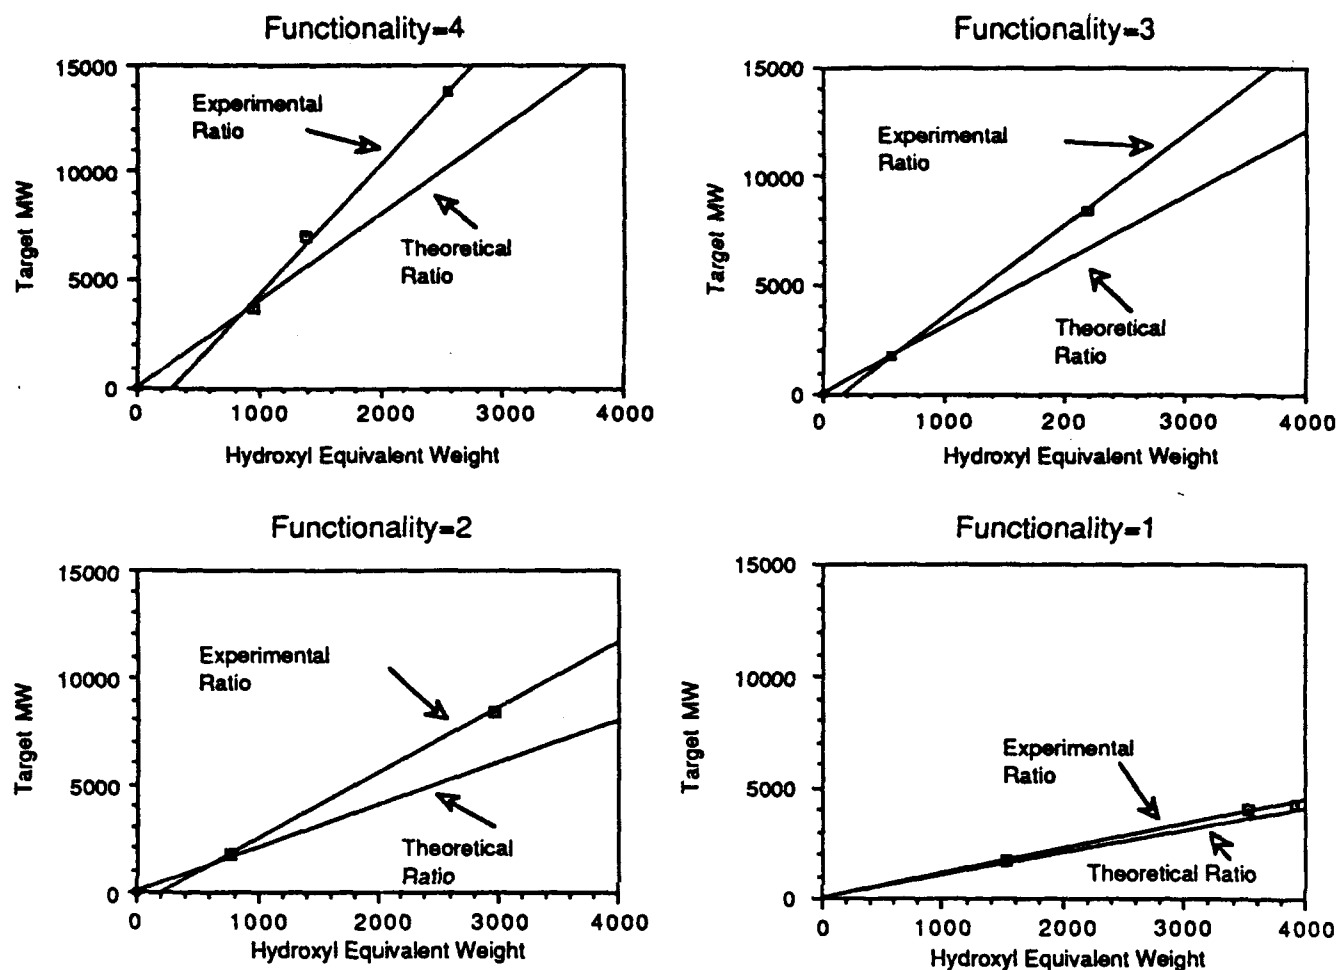 Functionality=4
15000
10000
5000
0
Target MW
Experimental
Ratio
Theoretical
Ratio
0 1000 2000 3000 4000
Hydroxyl Equivalent Weight
Functionality=3
15000
10000
5000
0
Target MW
Experimental
Ratio
Theoretical
Ratio
0 1000 200 3000 4000
Hydroxyl Equivalent Weight
Functionality=2
15000
10000
5000
0
Target MW
Experimental
Ratio
Theoretical
Ratio
0 1000 2000 3000 4000
Hydroxyl Equivalent Weight
Functionality=1
15000
10000
5000
0
Target MW
Experimental
Ratio
Theoretical Ratio
0 1000 2000 3000 4000
Hydroxyl Equivalent Weight